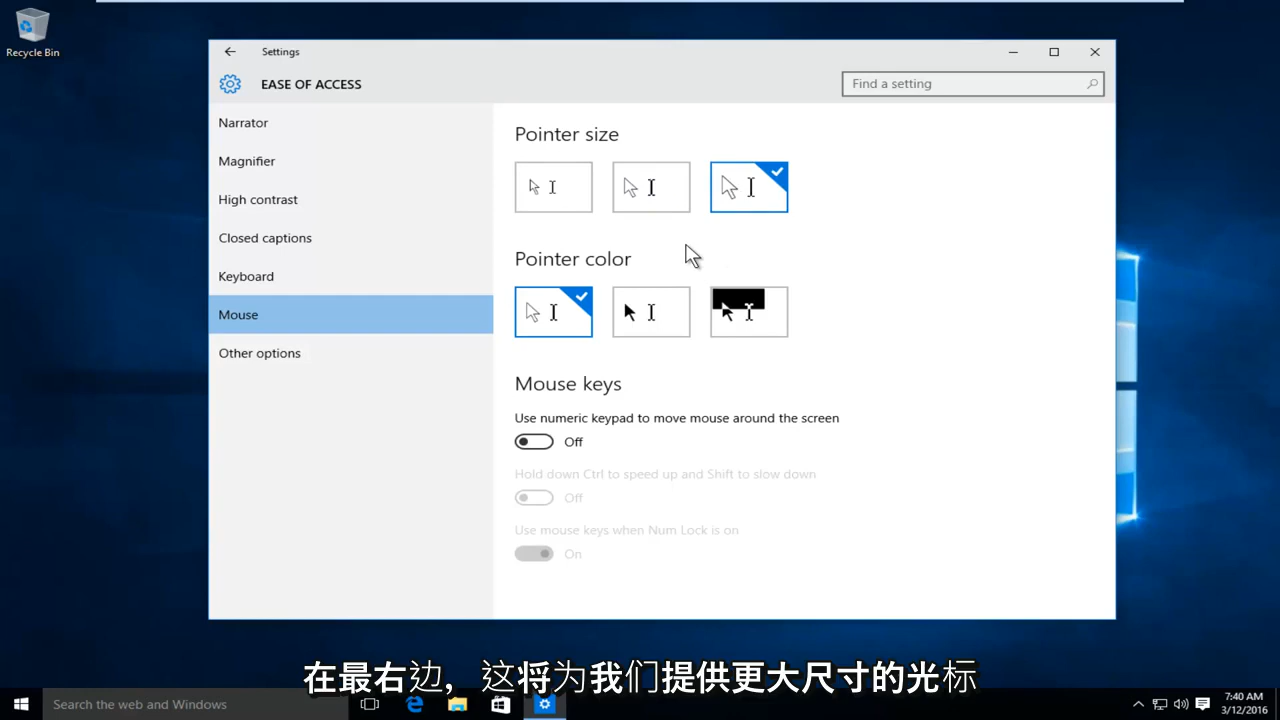 Recycle Bin
Settings
EASE OF ACCESS
Find a setting
Narrator
Magnifier
High contrast
Closed captions
Keyboard
Mouse
Other options
Pointer size
Pointer color
Mouse keys
Use numeric keypad to move mouse around the screen
Off
Hold down Ctrl to speed up and Shift to slow down
Off
Use mouse keys when Num Lock is on
On
在最右边，这将为我们提供更大尺寸的光标
Search the web and Windows
7:40 AM
3/12/2016